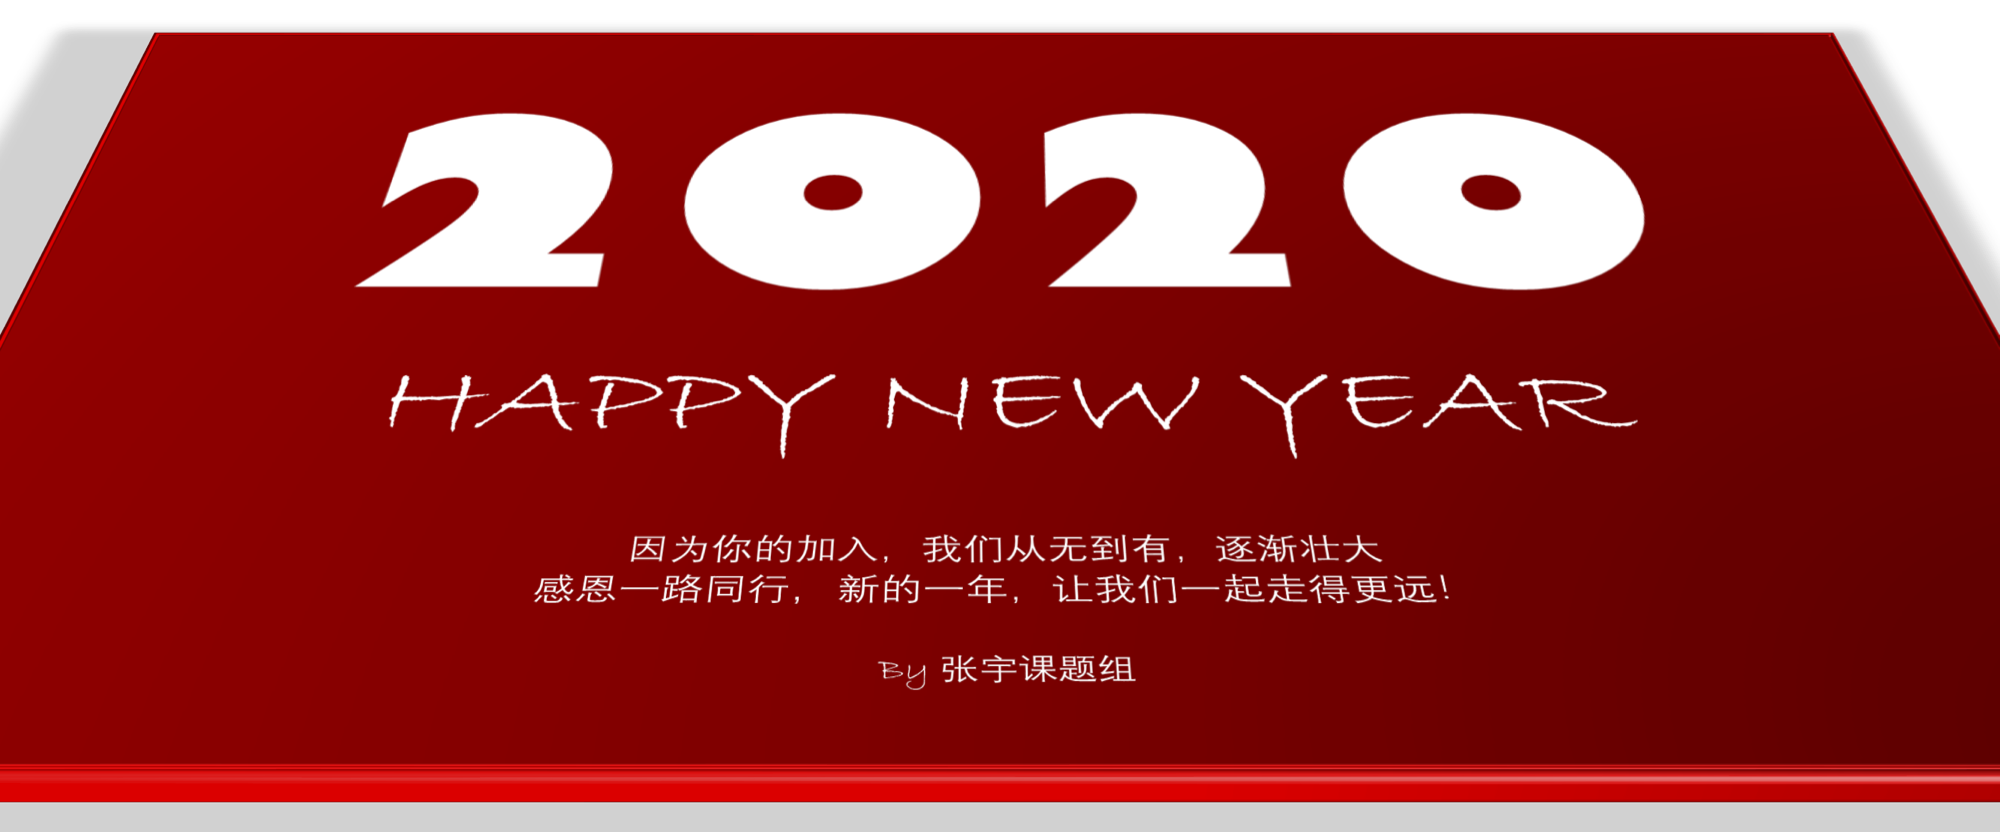 2020
HAPPY NEW YEAR
因为你的加入，我们从无到有，逐渐壮大
感恩一路同行，新的一年，让我们一起走得更远！
By 张宇课题组